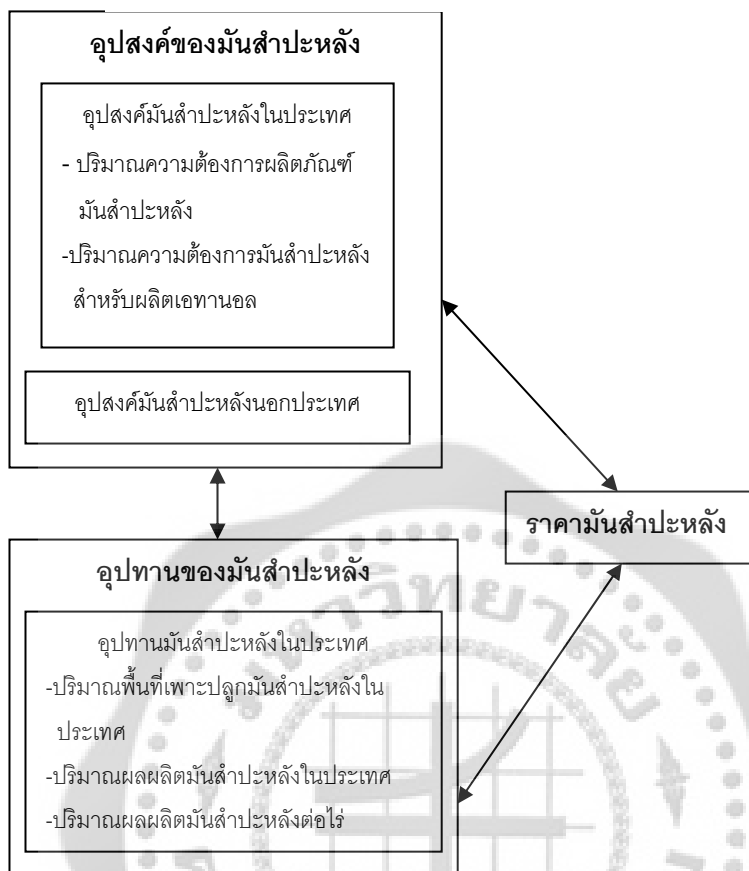 อุปสงค์ของมันสำปะหลัง
อุปสงค์มันสำปะหลังในประเทศ
- ปริมาณความต้องการผลิตภัณฑ์
มันสำปะหลัง
-ปริมาณความต้องการมันสำปะหลัง
สำหรับผลิตเอทานอล
อุปสงค์มันสำปะหลังนอกประเทศ
ราคามันสำปะหลัง
อุปทานของมันสำปะหลัง
อุปทานมันสำปะหลังในประเทศ
-ปริมาณพื้นที่เพาะปลูกมันสำปะหลังใน
ประเทศ
-ปริมาณผลผลิตมันสำปะหลังในประเทศ
-ปริมาณผลผลิตมันสำปะหลังต่อไร่